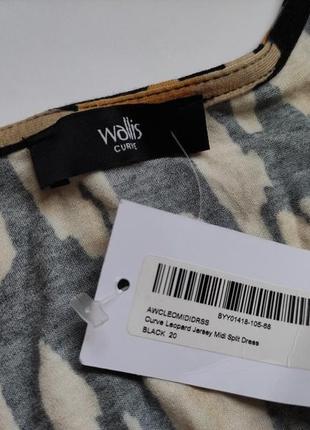 Wallis
CURVE
AWCLEOMIDIDRSS BYY01418-105-68
Curve Leopard Jersey Midi Split Dress
BLACK 20